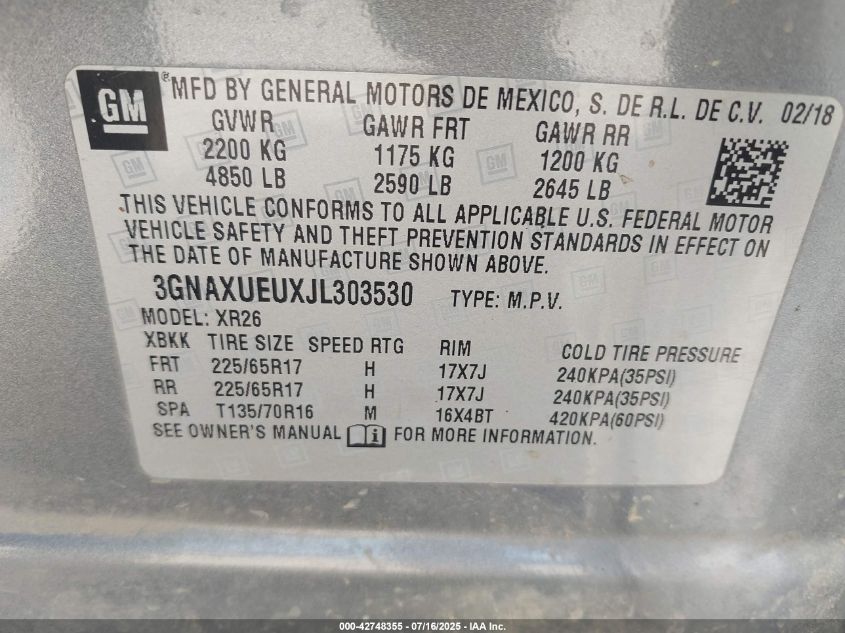 GM ® MFD BY GENERAL MOTORS DE MEXICO, S. DE R.L. DE C.V. 02/18
GVWR GAWR FRT GAWR RR
2200 KG 1175 KG 1200 KG
4850 LB 2590 LB 2645 LB
THIS VEHICLE CONFORMS TO ALL APPLICABLE U.S. FEDERAL MOTOR
VEHICLE SAFETY AND THEFT PREVENTION STANDARDS IN EFFECT ON
THE DATE OF MANUFACTURE SHOWN ABOVE.
3GNAXUEUXJL303530 TYPE: M.P.V.
MODEL: XR26
XBKK TIRE SIZE SPEED RTG RIM COLD TIRE PRESSURE
FRT 225/65R17 H 17X7J 240KPA(35PSI)
RR 225/65R17 H 17X7J 240KPA(35PSI)
SPA T135/70R16 M 16X4BT 420KPA(60PSI)
SEE OWNER'S MANUAL i FOR MORE INFORMATION.
000-42748355 - 07/16/2025 - IAA Inc.